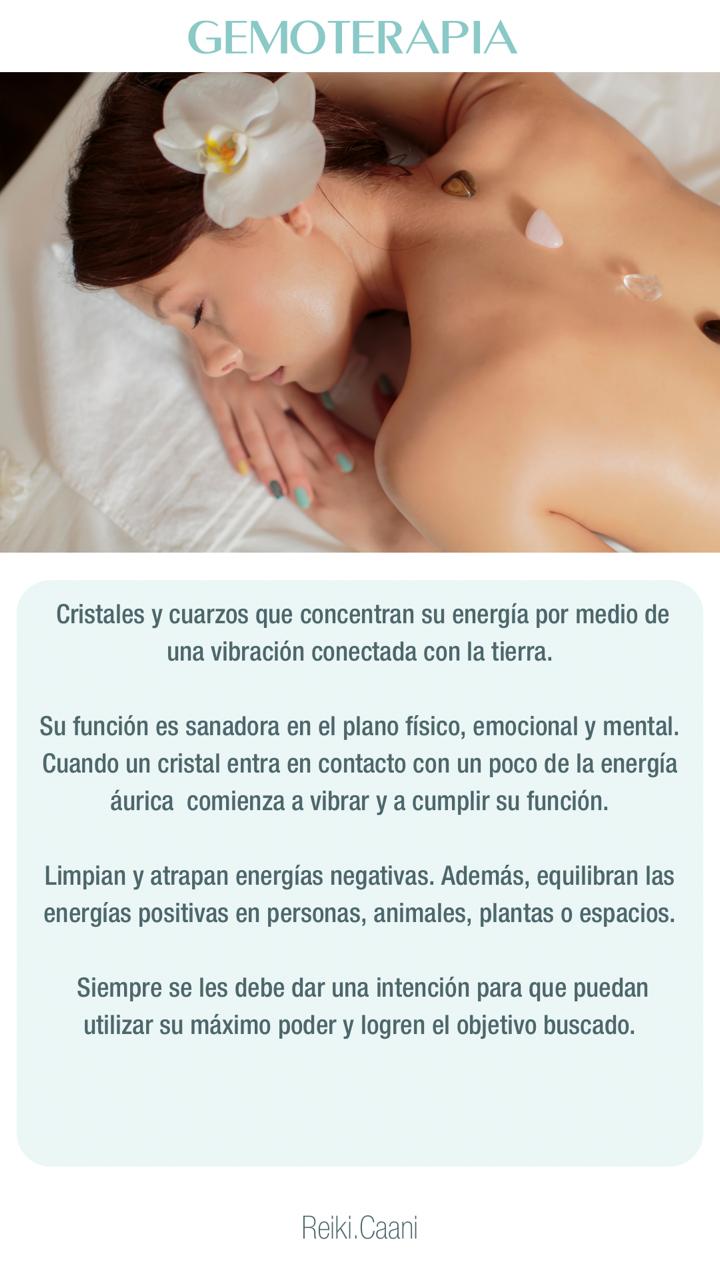 GEMOTERAPIA
Cristales y cuarzos que concentran su energía por medio de
una vibración conectada con la tierra.
Su función es sanadora en el plano físico, emocional y mental.
Cuando un cristal entra en contacto con un poco de la energía
áurica  comienza a vibrar y a cumplir su función.
Limpian y atrapan energías negativas. Además, equilibran las
energías positivas en personas, animales, plantas o espacios.
Siempre se les debe dar una intención para que puedan
utilizar su máximo poder y logren el objetivo buscado.
Reiki.Caani